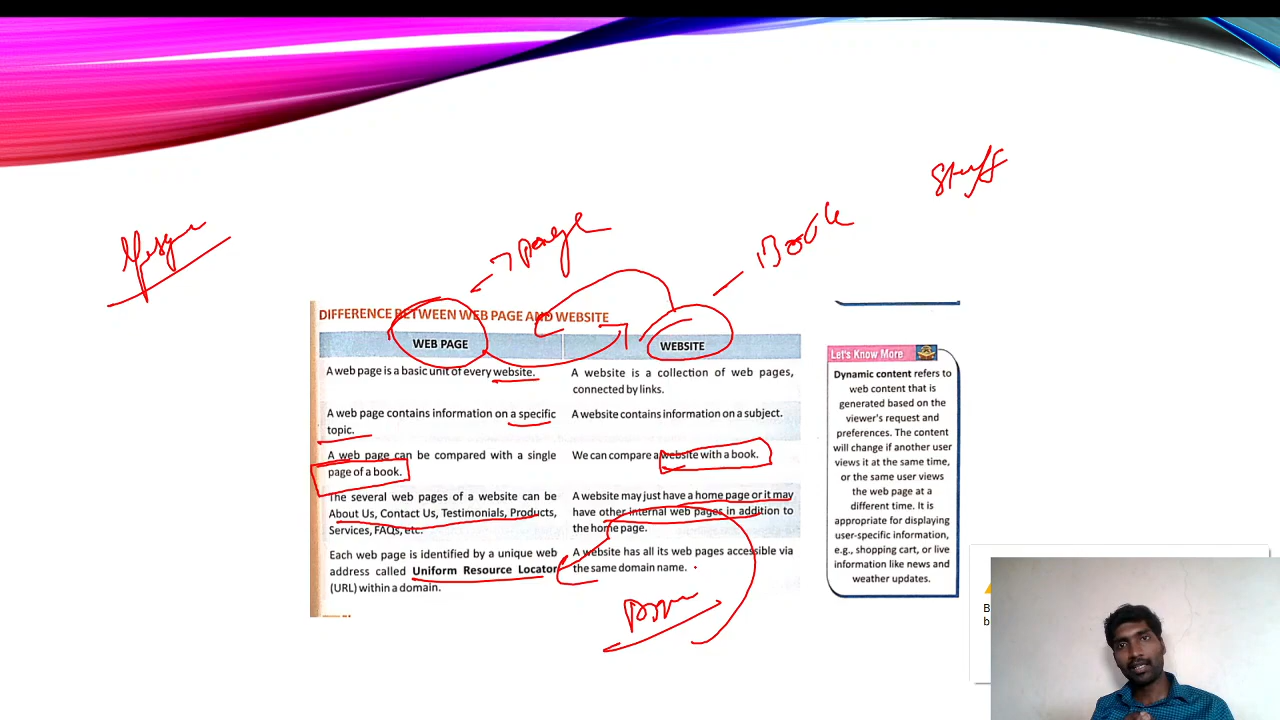 Staff
page
Book
DIFFERENCE BETWEEN WEB PAGE AND WEBSITE
WEB PAGE
WEBSITE
A web page is a basic unit of every website.
A website is a collection of web pages,
connected by links.
A web page contains information on a specific
topic.
A website contains information on a subject.
A web page can be compared with a single
page of a book.
We can compare a website with a book.
The several web pages of a website can be
About Us, Contact Us, Testimonials, Products,
Services, FAQs, etc.
A website may just have a home page or it may
have other internal web pages in addition to
the home page.
Each web page is identified by a unique web
address called Uniform Resource Locator
(URL) within a domain.
A website has all its web pages accessible via
the same domain name.
Let's Know More
Dynamic content refers to
web content that is
generated based on the
viewer's request and
preferences. The content
will change if another user
views it at the same time,
or the same user views
the web page at a
different time. It is
appropriate for displaying
user-specific information,
e.g., shopping cart, or live
information like news and
weather updates.